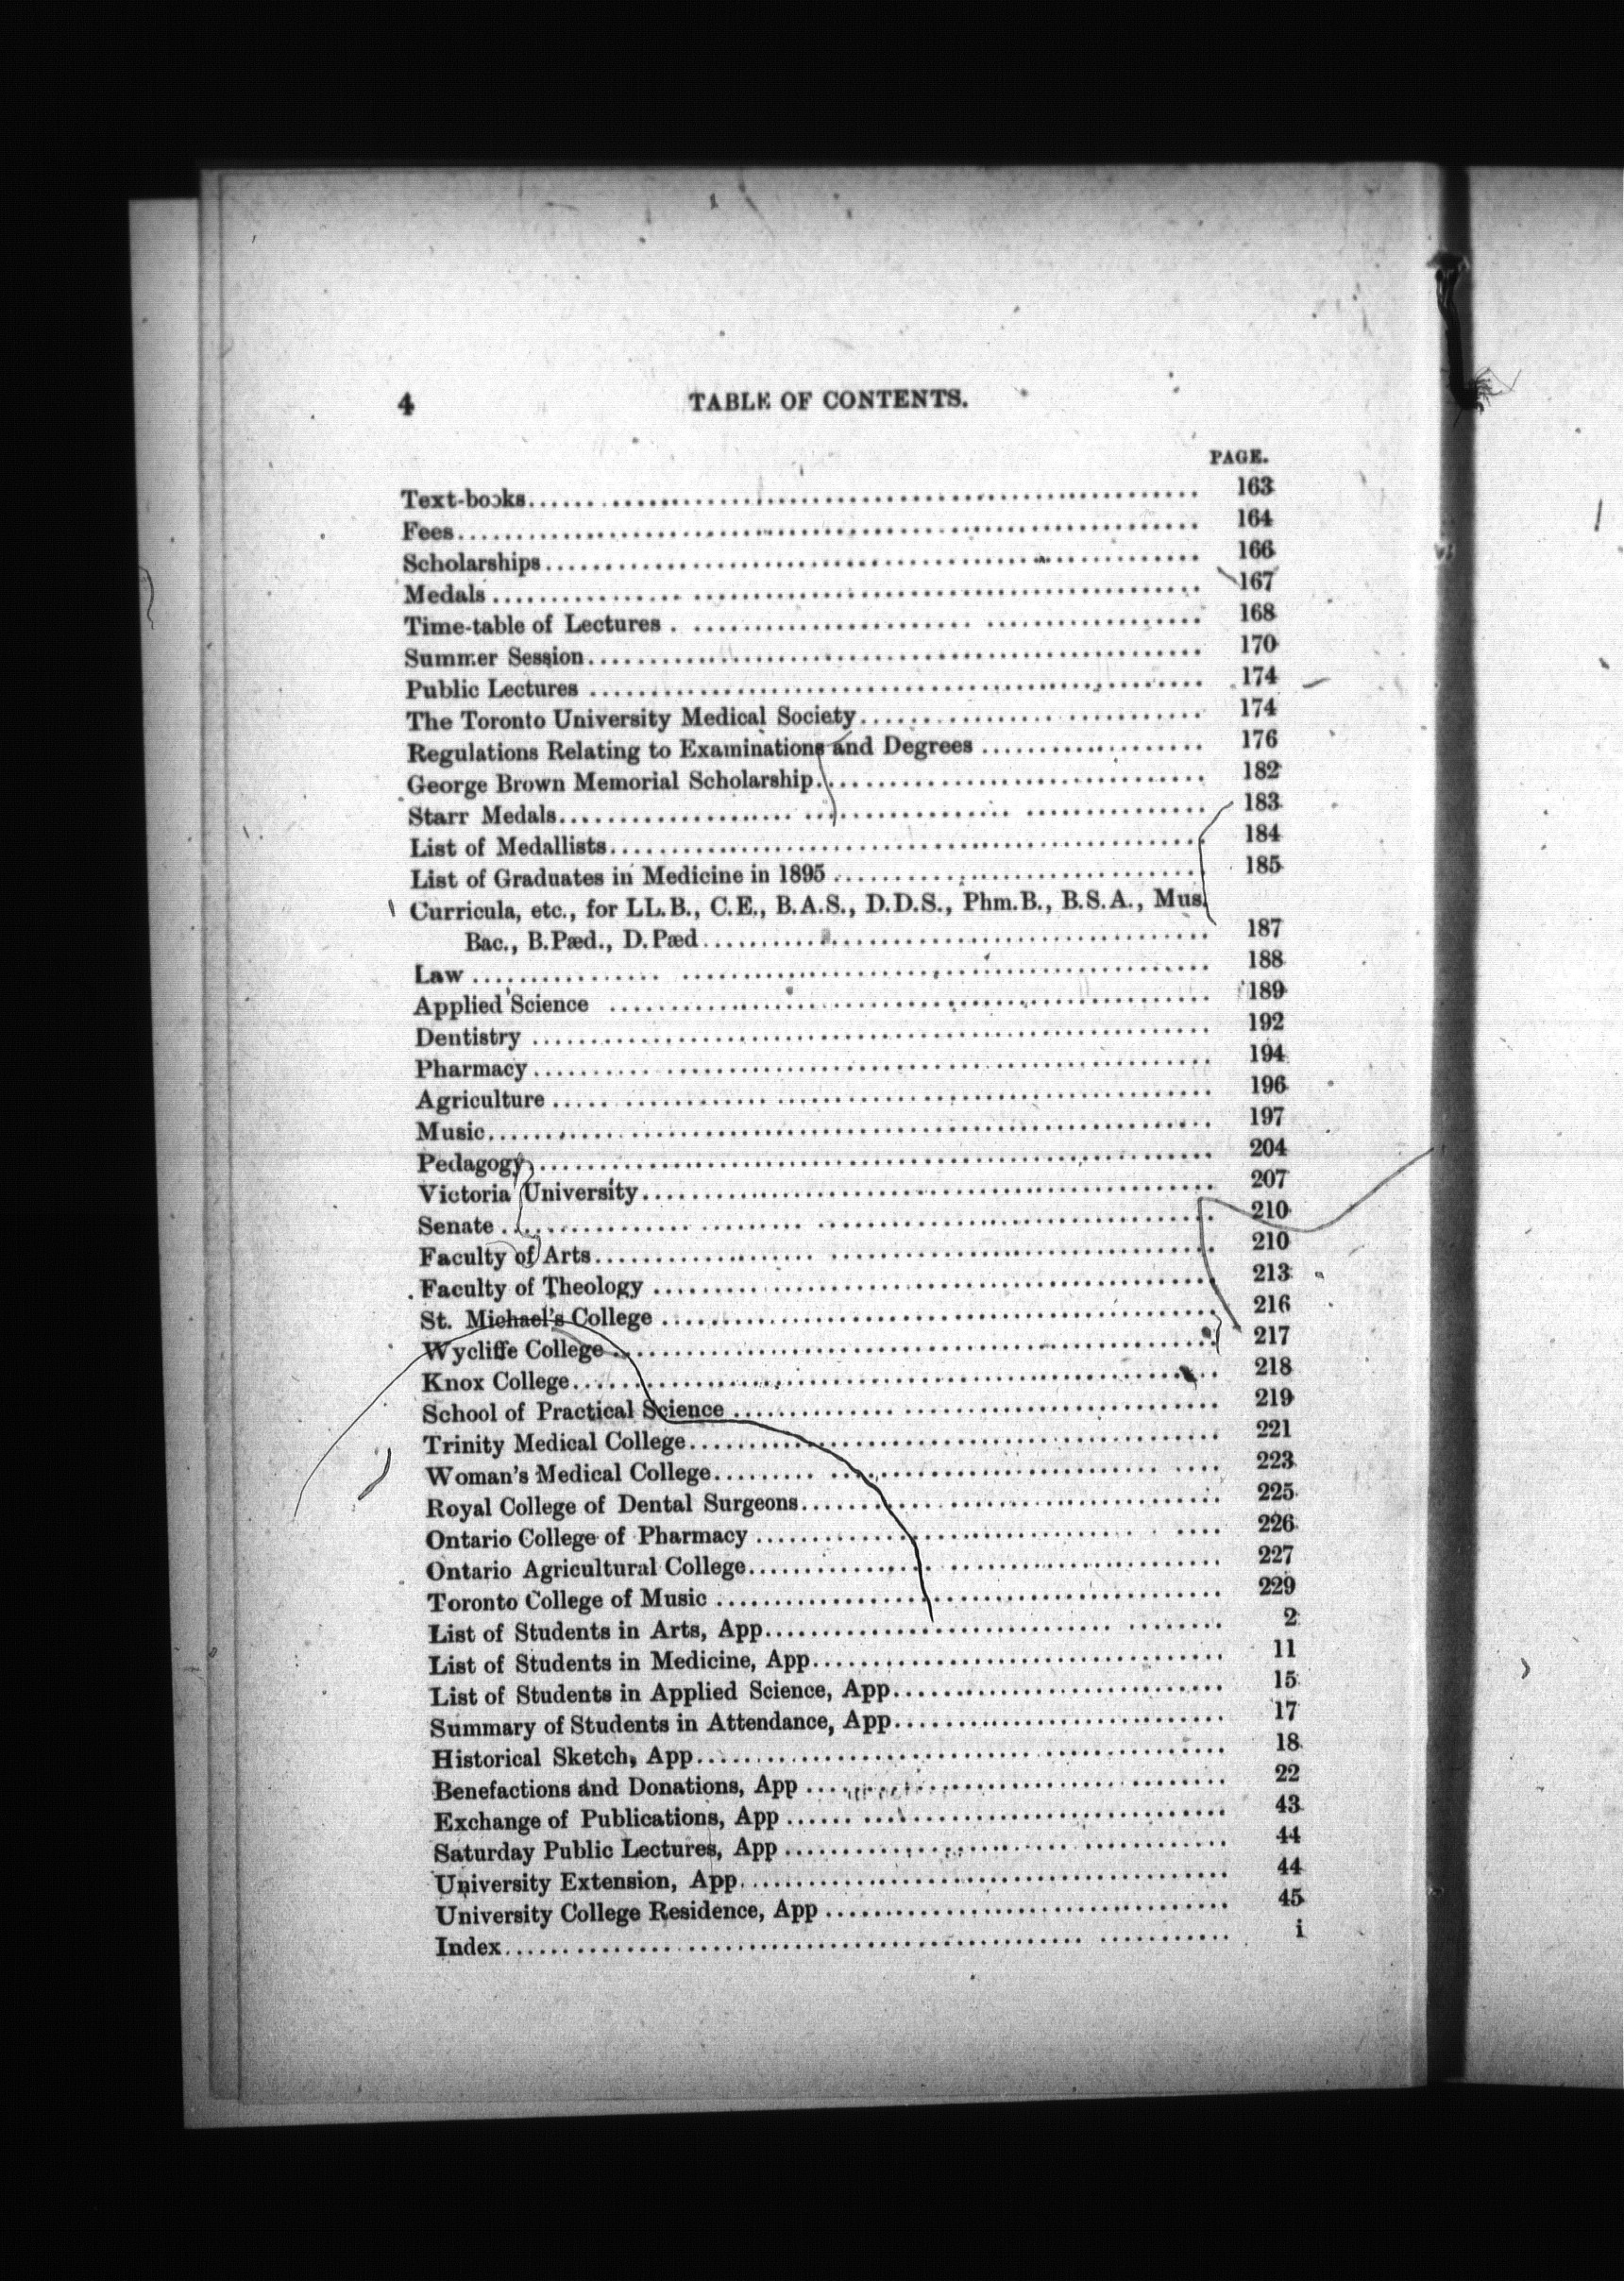 4 TABLE OF CONTENTS.
PAGE.
Text-books 163
Fees 164
Scholarships 166
Medals 167
Time-table of Lectures 168
Summer Session 170
Public Lectures 174
The Toronto University Medical Society 174
Regulations Relating to Examinations and Degrees 176
George Brown Memorial Scholarship 182
Starr Medals 183
List of Medallists 184
List of Graduates in Medicine in 1895 185
Curricula, etc., for LL.B., C.E., B.A.S., D.D.S., Phm.B., B.S.A., Mus.
Bac., B.Pæd., D.Pæd 187
Law 188
Applied Science 189
Dentistry 192
Pharmacy 194
Agriculture 196
Music 197
Pedagogy 204
Victoria University 207
Senate 210
Faculty of Arts 210
Faculty of Theology 213
St. Michael's College 216
Wycliffe College 217
Knox College 218
School of Practical Science 219
Trinity Medical College 221
Woman's Medical College 223
Royal College of Dental Surgeons 225
Ontario College of Pharmacy 226
Ontario Agricultural College 227
Toronto College of Music 229
List of Students in Arts, App 2
List of Students in Medicine, App 11
List of Students in Applied Science, App 15
Summary of Students in Attendance, App 17
Historical Sketch, App 18
Benefactions and Donations, App 22
Exchange of Publications, App 43
Saturday Public Lectures, App 44
University Extension, App 44
University College Residence, App 45
Index i